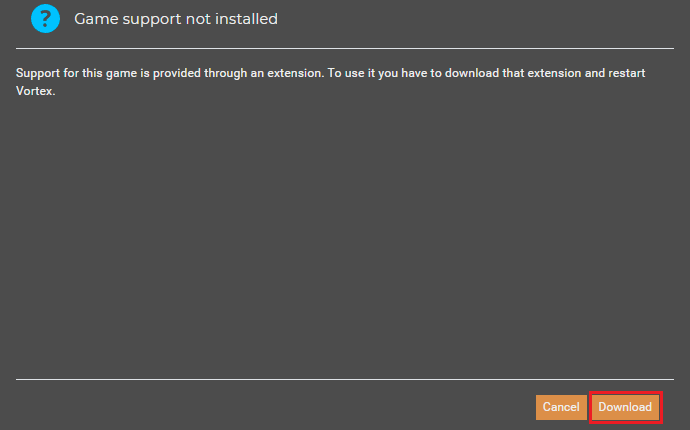 ?
Game support not installed
Support for this game is provided through an extension. To use it you have to download that extension and restart
Vortex.
Cancel Download